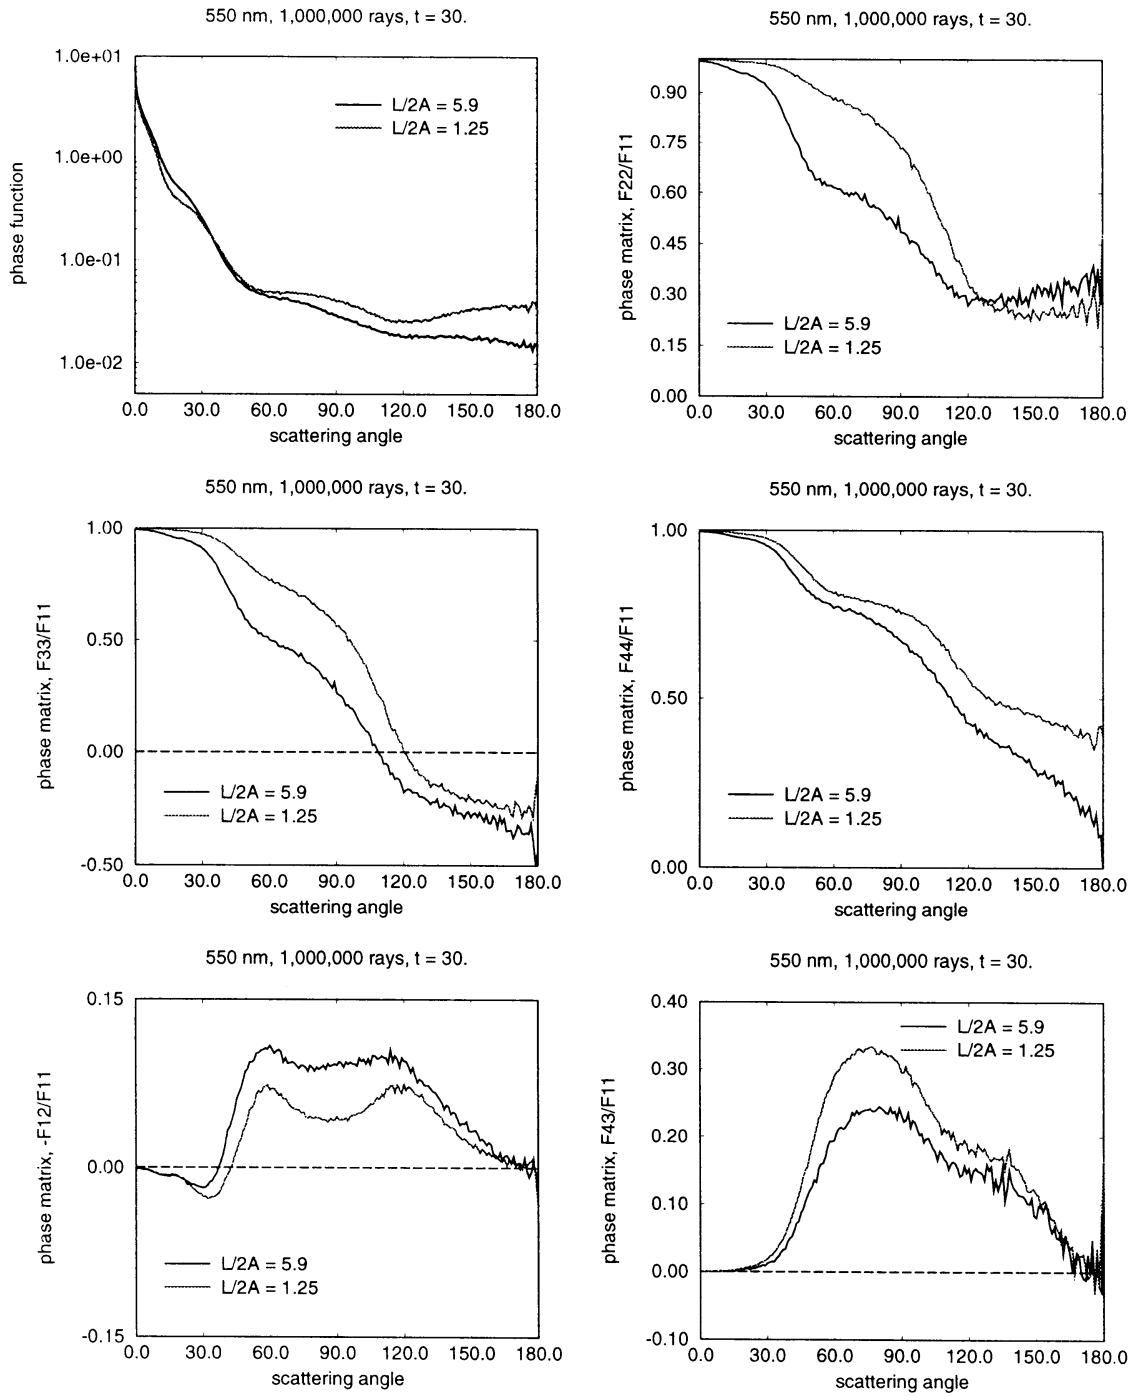 550 nm, 1,000,000 rays, t = 30.
phase function
1.0e+01
1.0e+00
1.0e-01
1.0e-02
L/2A = 5.9
L/2A = 1.25
0.0 30.0 60.0 90.0 120.0 150.0 180.0
scattering angle
550 nm, 1,000,000 rays, t = 30.
phase matrix, F22/F11
0.90
0.75
0.60
0.45
0.30
0.15
0.00
L/2A = 5.9
L/2A = 1.25
0.0 30.0 60.0 90.0 120.0 150.0 180.0
scattering angle
550 nm, 1,000,000 rays, t = 30.
phase matrix, F33/F11
1.00
0.50
0.00
-0.50
L/2A = 5.9
L/2A = 1.25
0.0 30.0 60.0 90.0 120.0 150.0 180.0
scattering angle
550 nm, 1,000,000 rays, t = 30.
phase matrix, F44/F11
1.00
0.50
0.00
L/2A = 5.9
L/2A = 1.25
0.0 30.0 60.0 90.0 120.0 150.0 180.0
scattering angle
550 nm, 1,000,000 rays, t = 30.
phase matrix, -F12/F11
0.15
0.00
-0.15
L/2A = 5.9
L/2A = 1.25
0.0 30.0 60.0 90.0 120.0 150.0 180.0
scattering angle
550 nm, 1,000,000 rays, t = 30.
phase matrix, F43/F11
0.40
0.30
0.20
0.10
0.00
-0.10
L/2A = 5.9
L/2A = 1.25
0.0 30.0 60.0 90.0 120.0 150.0 180.0
scattering angle